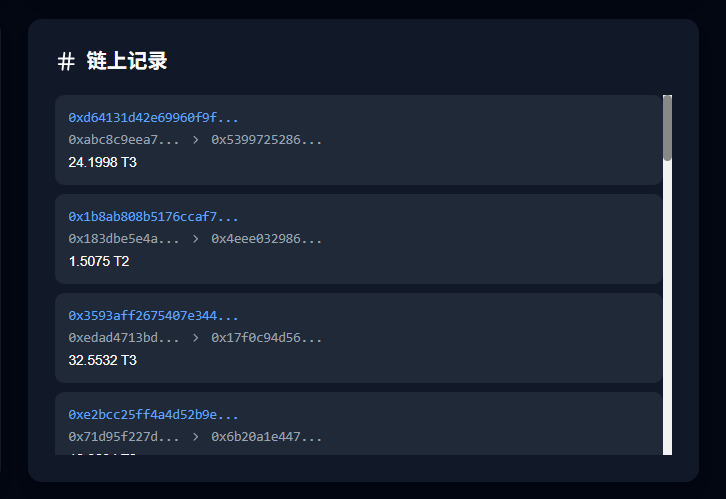 # 链上记录
0xd64131d42e69960f9f...
0xabc8c9eea7... > 0x5399725286...
24.1998 T3
0x1b8ab808b5176ccaf7...
0x183dbe5e4a... > 0x4eee032986...
1.5075 T2
0x3593aff2675407e344...
0xedad4713bd... > 0x17f0c94d56...
32.5532 T3
0xe2bcc25ff4a4d52b9e...
0x71d95f227d... > 0x6b20a1e447...